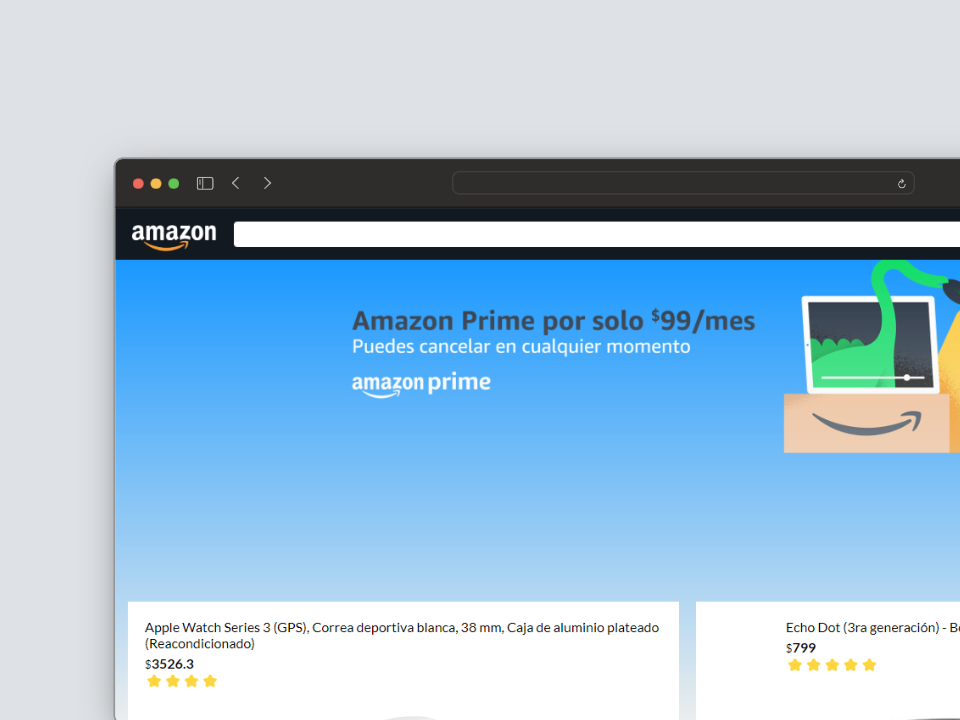 amazon
Amazon Prime por solo $99/mes
Puedes cancelar en cualquier momento
amazon prime
Apple Watch Series 3 (GPS), Correa deportiva blanca, 38 mm, Caja de aluminio plateado
(Reacondicionado)
$3526.3
Echo Dot (3ra generación) -
$799